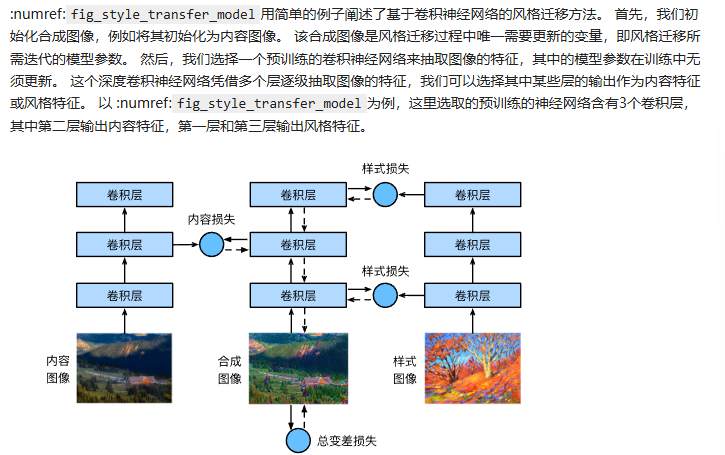 :numref: fig_style_transfer_model 用简单的例子阐述了基于卷积神经网络的风格迁移方法。 首先，我们初
始化合成图像，例如将其初始化为内容图像。 该合成图像是风格迁移过程中唯一需要更新的变量，即风格迁移所
需迭代的模型参数。 然后，我们选择一个预训练的卷积神经网络来抽取图像的特征，其中的模型参数在训练中无
须更新。 这个深度卷积神经网络凭借多个层逐级抽取图像的特征，我们可以选择其中某些层的输出作为内容特征
或风格特征。 以 :numref: fig_style_transfer_model 为例，这里选取的预训练的神经网络含有3个卷积层，
其中第二层输出内容特征，第一层和第三层输出风格特征。
样式损失
卷积层
卷积层
卷积层
内容损失
卷积层
卷积层
卷积层
样式损失
卷积层
卷积层
卷积层
内容
图像
合成
图像
样式
图像
总变差损失